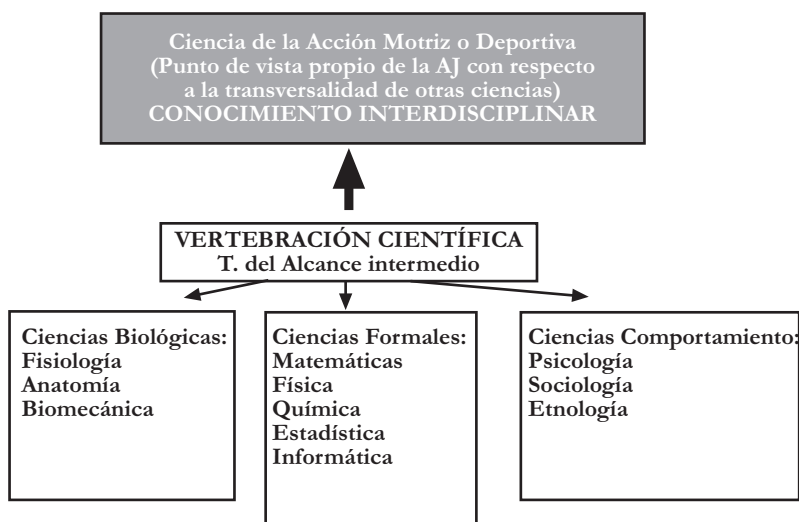 Ciencia de la Acción Motriz o Deportiva
(Punto de vista propio de la AJ con respecto
a la transversalidad de otras ciencias)
CONOCIMIENTO INTERDISCIPLINAR
VERTEBRACIÓN CIENTÍFICA
T. del Alcance intermedio
Ciencias Biológicas:
Fisiología
Anatomía
Biomecánica
Ciencias Formales:
Matemáticas
Física
Química
Estadística
Informática
Ciencias Comportamiento:
Psicología
Sociología
Etnología